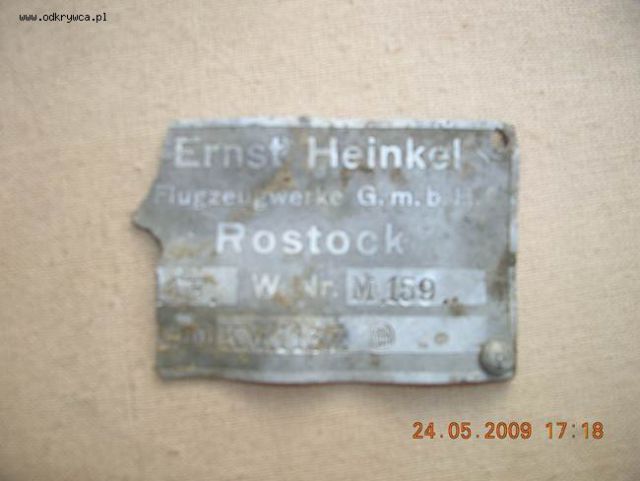 www.odkrywca.pl
Ernst Heinkel
Flugzeugwerke G.m.b.H.
Rostock
W. Nr. M 159
24.05.2009 17:18